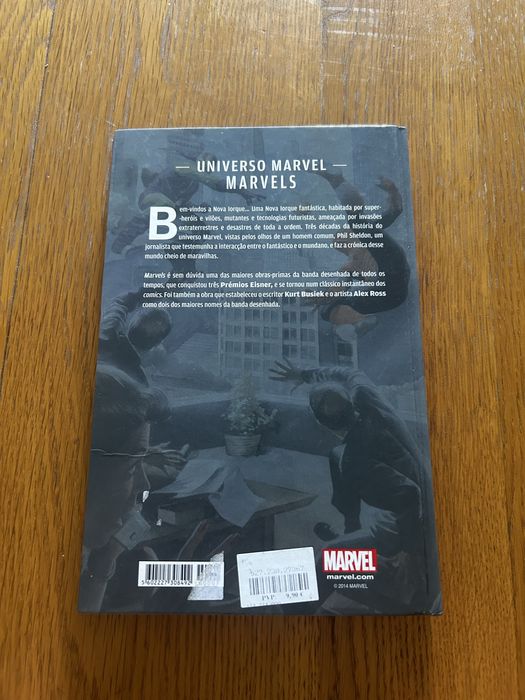 — UNIVERSO MARVEL —
MARVELS
Bem-vindos a Nova Iorque... Uma Nova Iorque fantástica, habitada por super-
-heróis e vilões, mutantes e tecnologias futuristas, ameaçada por invasões
extraterrestres e desastres de toda a ordem. Três décadas da história do
universo Marvel, vistas pelos olhos de um homem comum, Phil Sheldon, um
jornalista que testemunha a interacção entre o fantástico e o mundano, e faz a crónica desse
mundo cheio de maravilhas.
Marvels é sem dúvida uma das maiores obras-primas da banda desenhada de todos os
tempos, que conquistou três Prémios Eisner, e se tornou num clássico instantâneo dos
comics. Foi também a obra que estabeleceu o escritor Kurt Busiek e o artista Alex Ross
como dois dos maiores nomes da banda desenhada.
5602227306492
PVP 9,90 €
MARVEL
marvel.com
© 2014 MARVEL